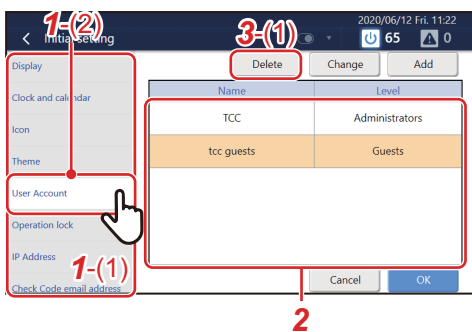 2020/06/12 Fri. 11:22
1-(2)
Initial setting
3-(1)
65
0
Delete
Change
Add
Display
Clock and calendar
Icon
Theme
User Account
Operation lock
IP Address
Check Code email address
Name
Level
TCC
Administrators
tcc guests
Guests
1-(1)
Cancel
OK
2